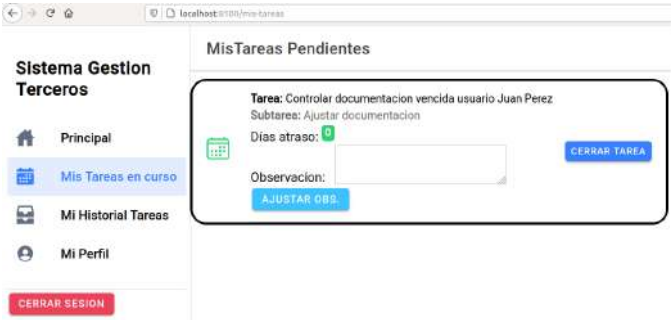 localhost:8100/mis-tareas
Sistema Gestion
Terceros
Principal
Mis Tareas en curso
Mi Historial Tareas
Mi Perfil
CERRAR SESION
MisTareas Pendientes
Tarea: Controlar documentacion vencida usuario Juan Perez
Subtarea: Ajustar documentacion
Días atraso: 0
Observacion:
AJUSTAR OBS.
CERRAR TAREA